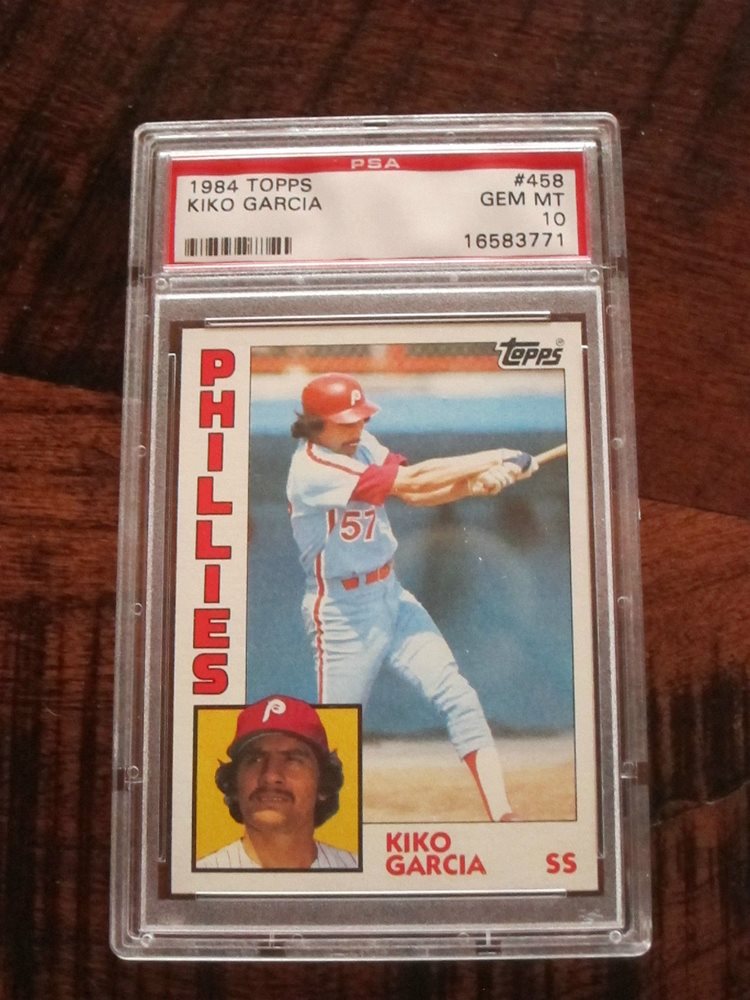 PSA
1984 TOPPS #458
KIKO GARCIA GEM MT
10
16583771
Topps
PHILLIES
P
57
P
KIKO
GARCIA SS